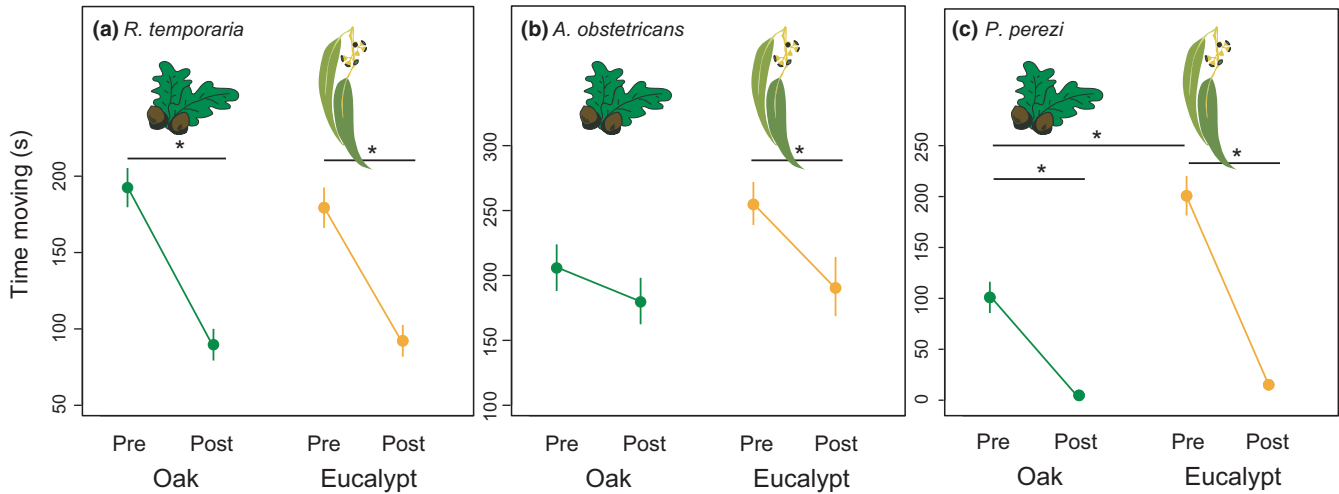 (a) R. temporaria
(b) A. obstetricans
(c) P. perezi
Time moving (s)
200
150
100
50
*
*
Pre
Post
Pre
Post
Oak
Eucalypt
300
250
200
150
100
*
Pre
Post
Pre
Post
Oak
Eucalypt
250
200
150
100
50
0
*
*
*
Pre
Post
Pre
Post
Oak
Eucalypt